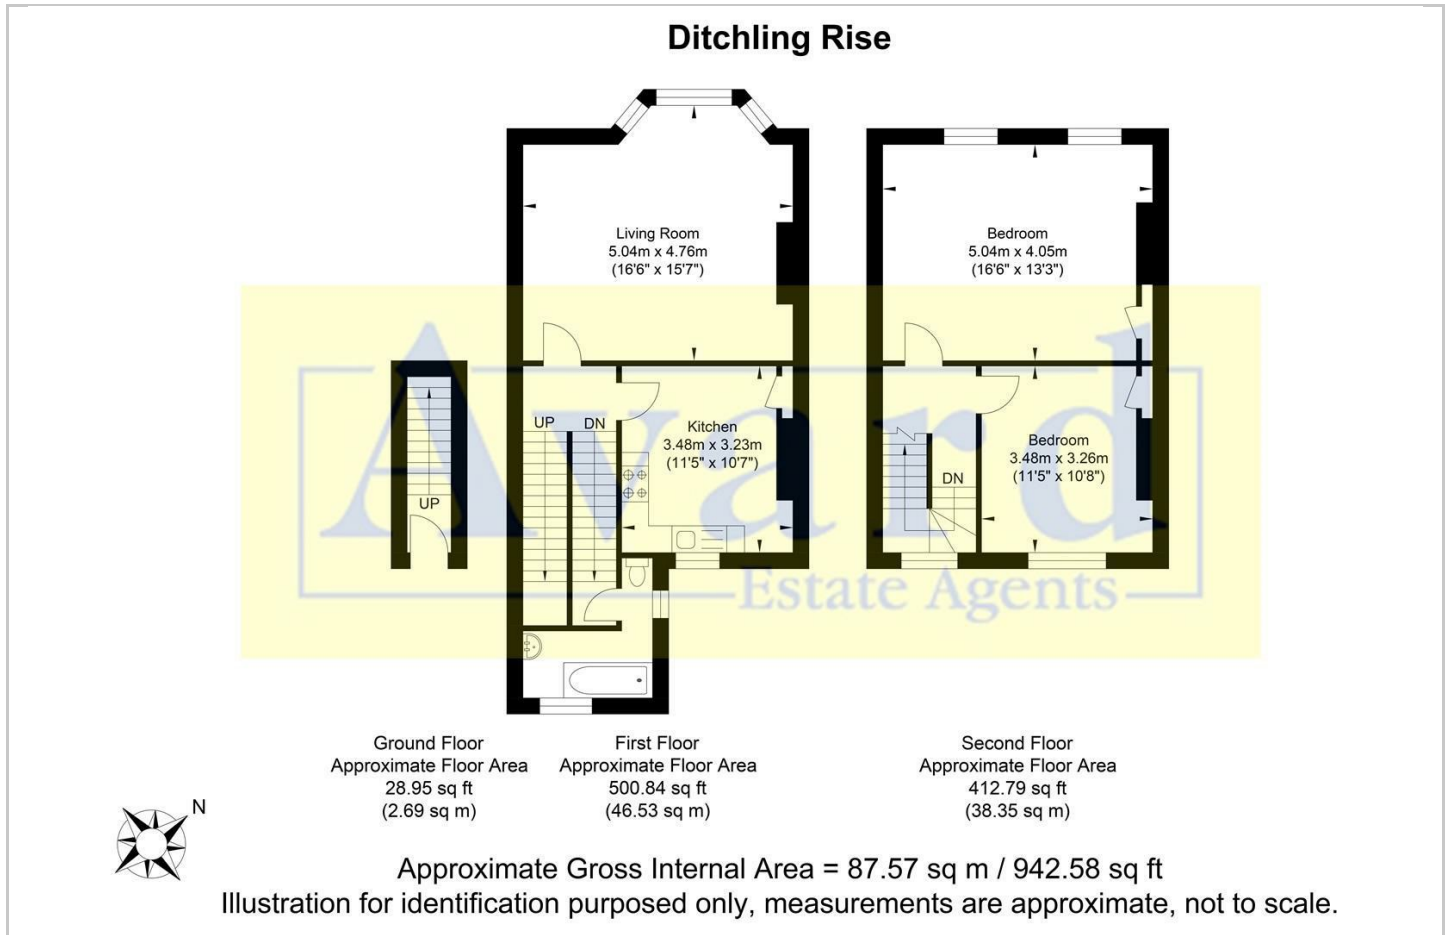 Ditchling Rise
Living Room
5.04m x 4.76m
(16'6" x 15'7")
Bedroom
5.04m x 4.05m
(16'6" x 13'3")
UP
UP
DN
Kitchen
3.48m x 3.23m
(11'5" x 10'7")
DN
Bedroom
3.48m x 3.26m
(11'5" x 10'8")
Avard
Estate Agents
Ground Floor
Approximate Floor Area
28.95 sq ft
(2.69 sq m)
First Floor
Approximate Floor Area
500.84 sq ft
(46.53 sq m)
Second Floor
Approximate Floor Area
412.79 sq ft
(38.35 sq m)
N
Approximate Gross Internal Area = 87.57 sq m / 942.58 sq ft
Illustration for identification purposed only, measurements are approximate, not to scale.